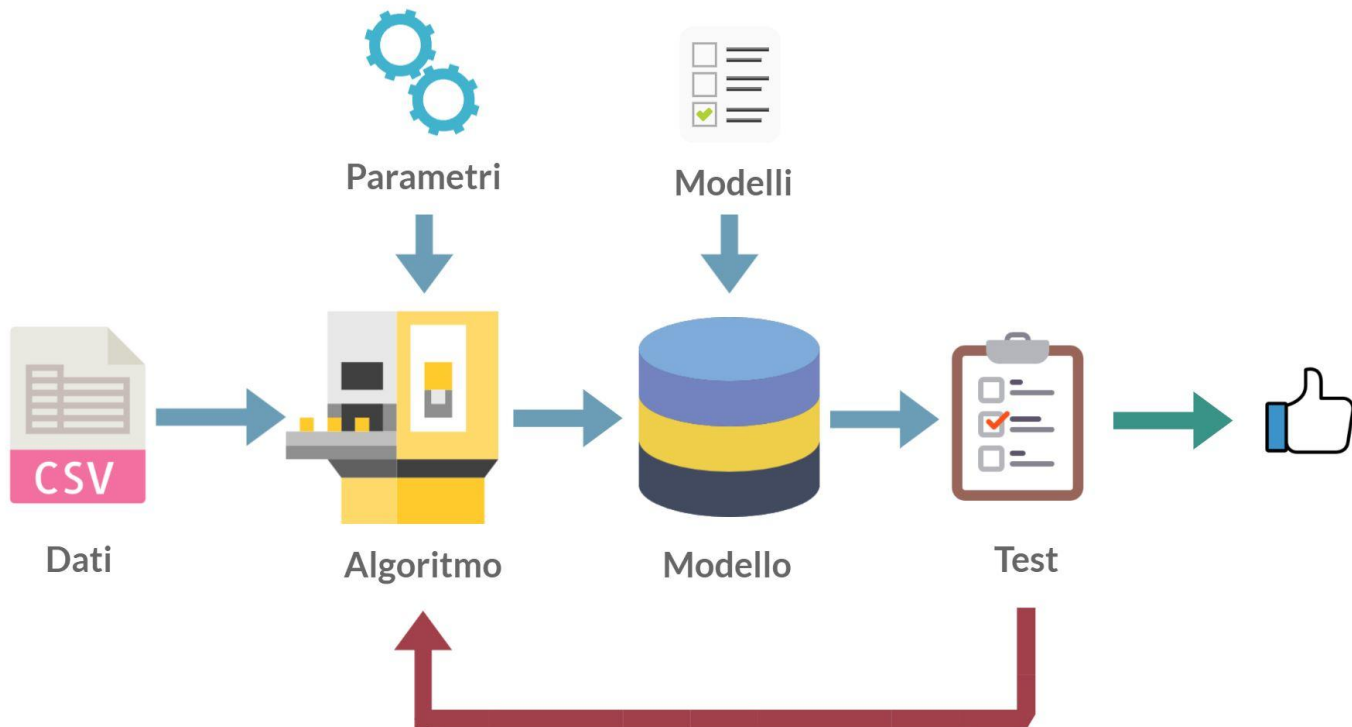 Parametri
Modelli
CSV
Dati
Algoritmo
Modello
Test